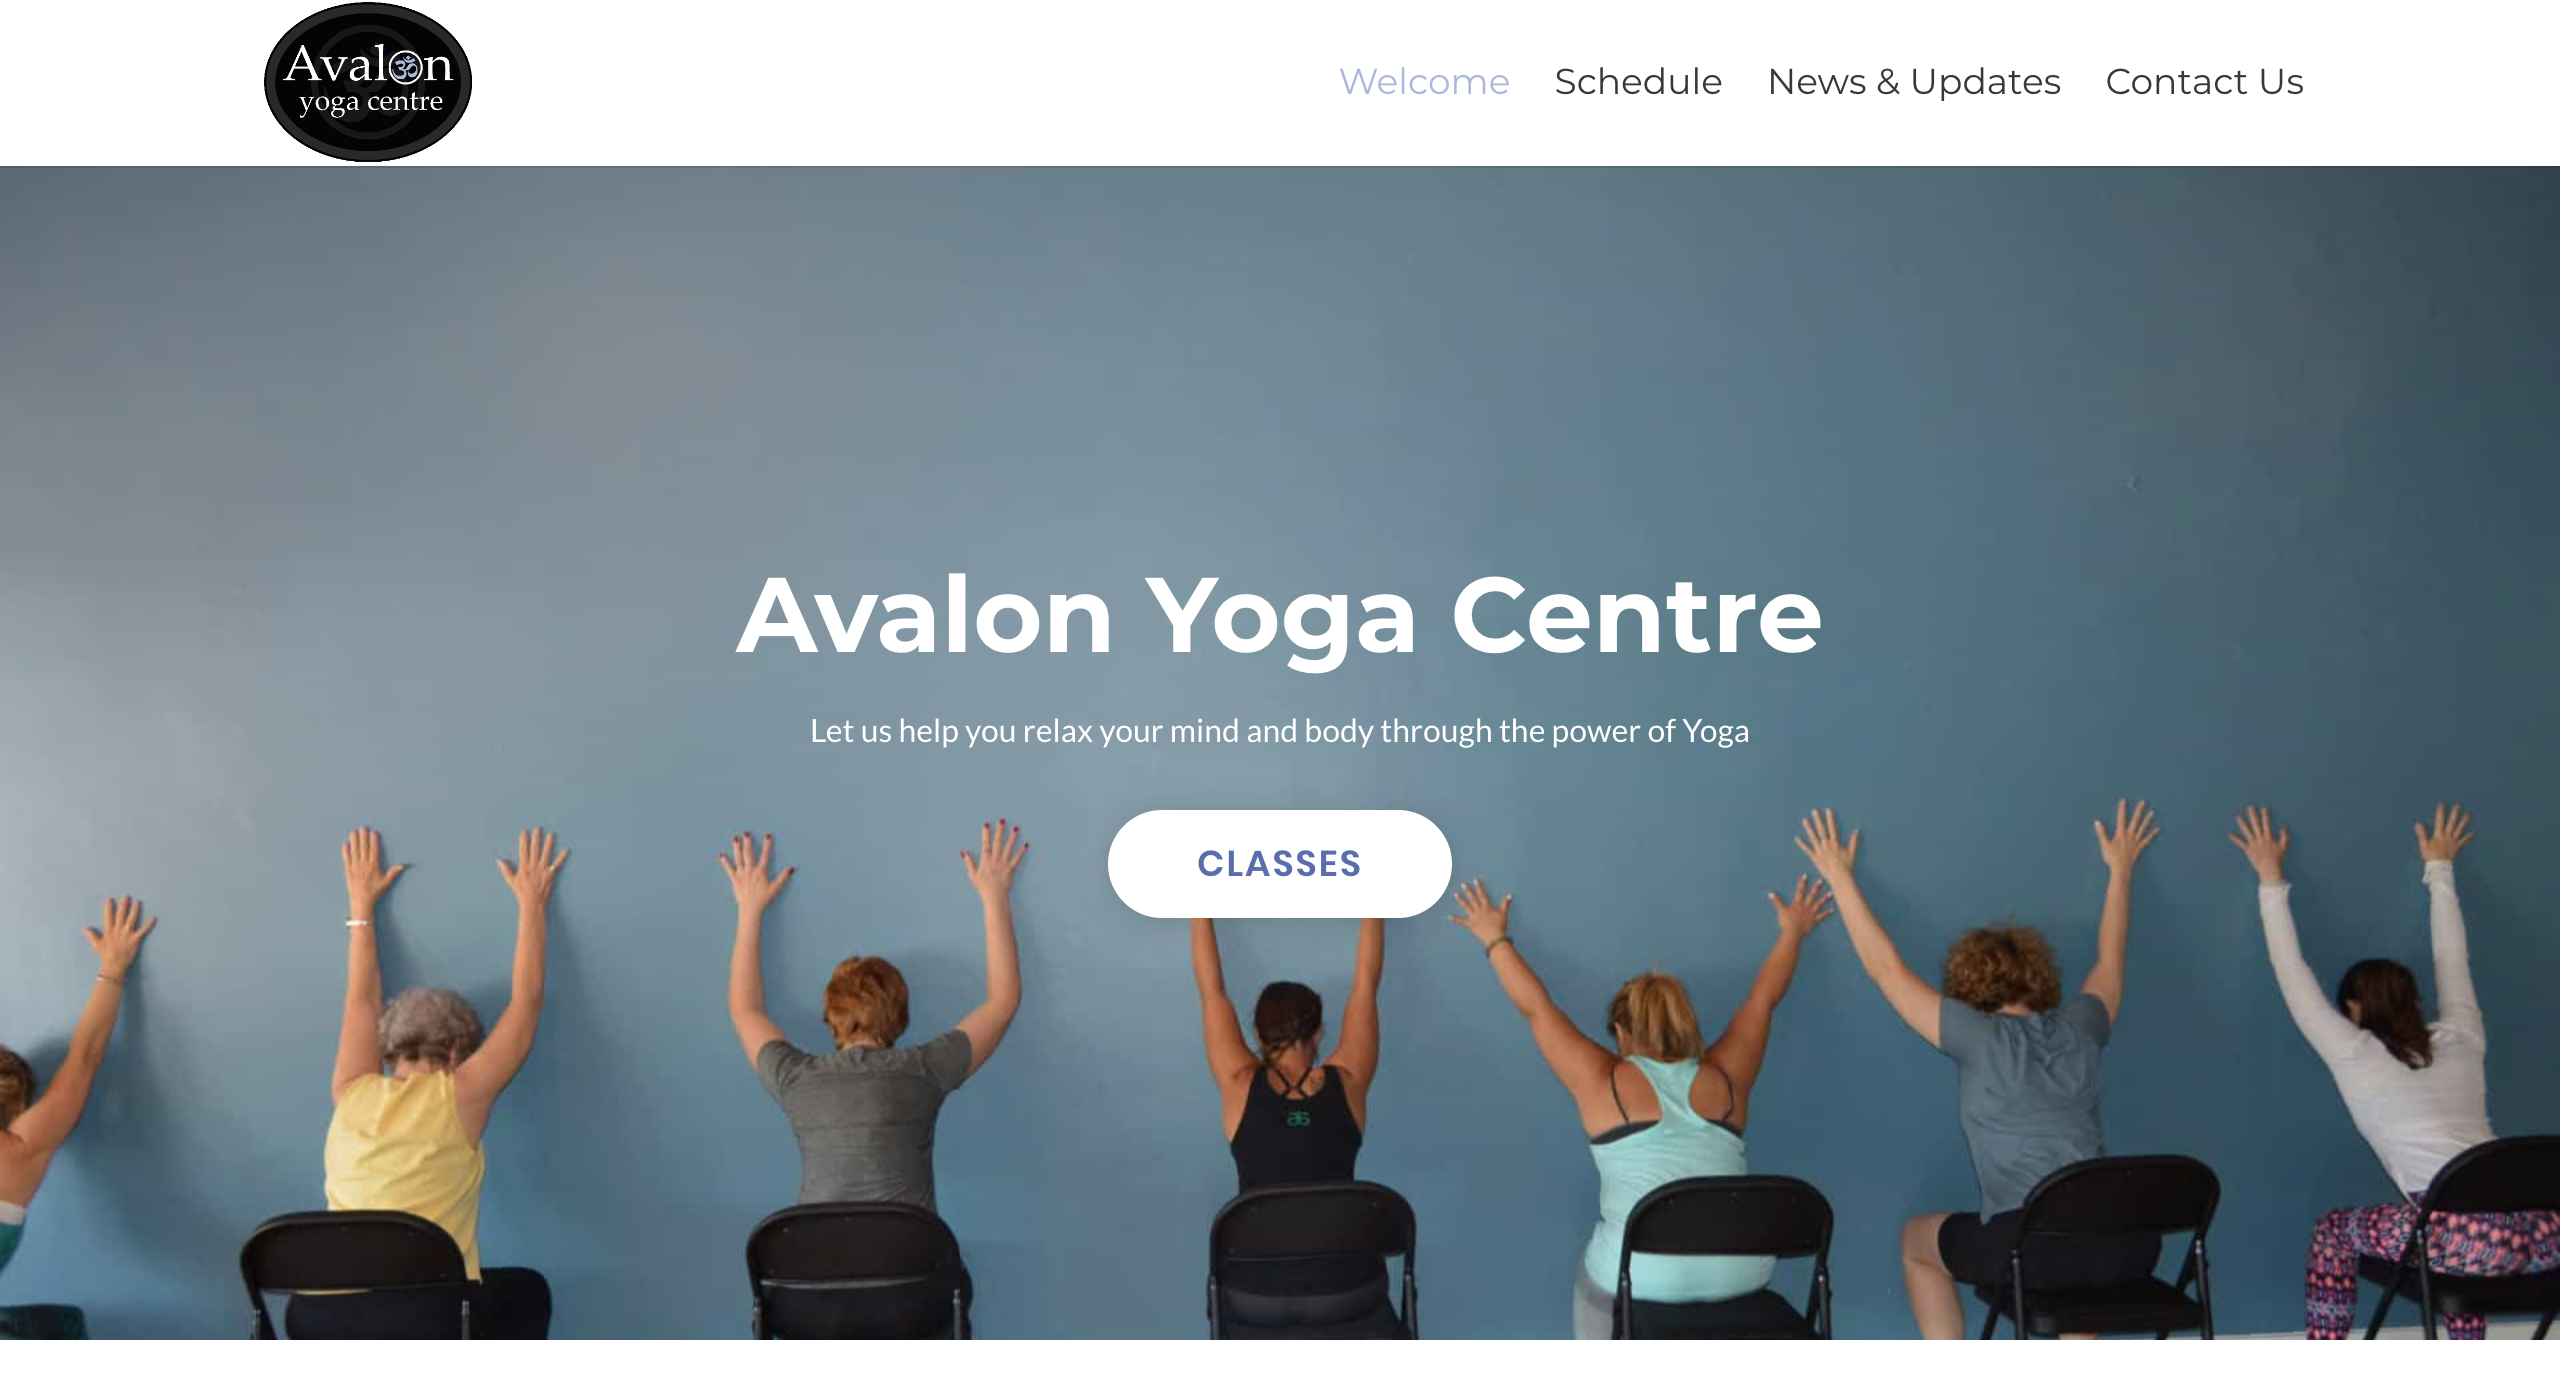 Avalॐn
yoga centre
Welcome Schedule News & Updates Contact Us
Avalon Yoga Centre
Let us help you relax your mind and body through the power of Yoga
CLASSES